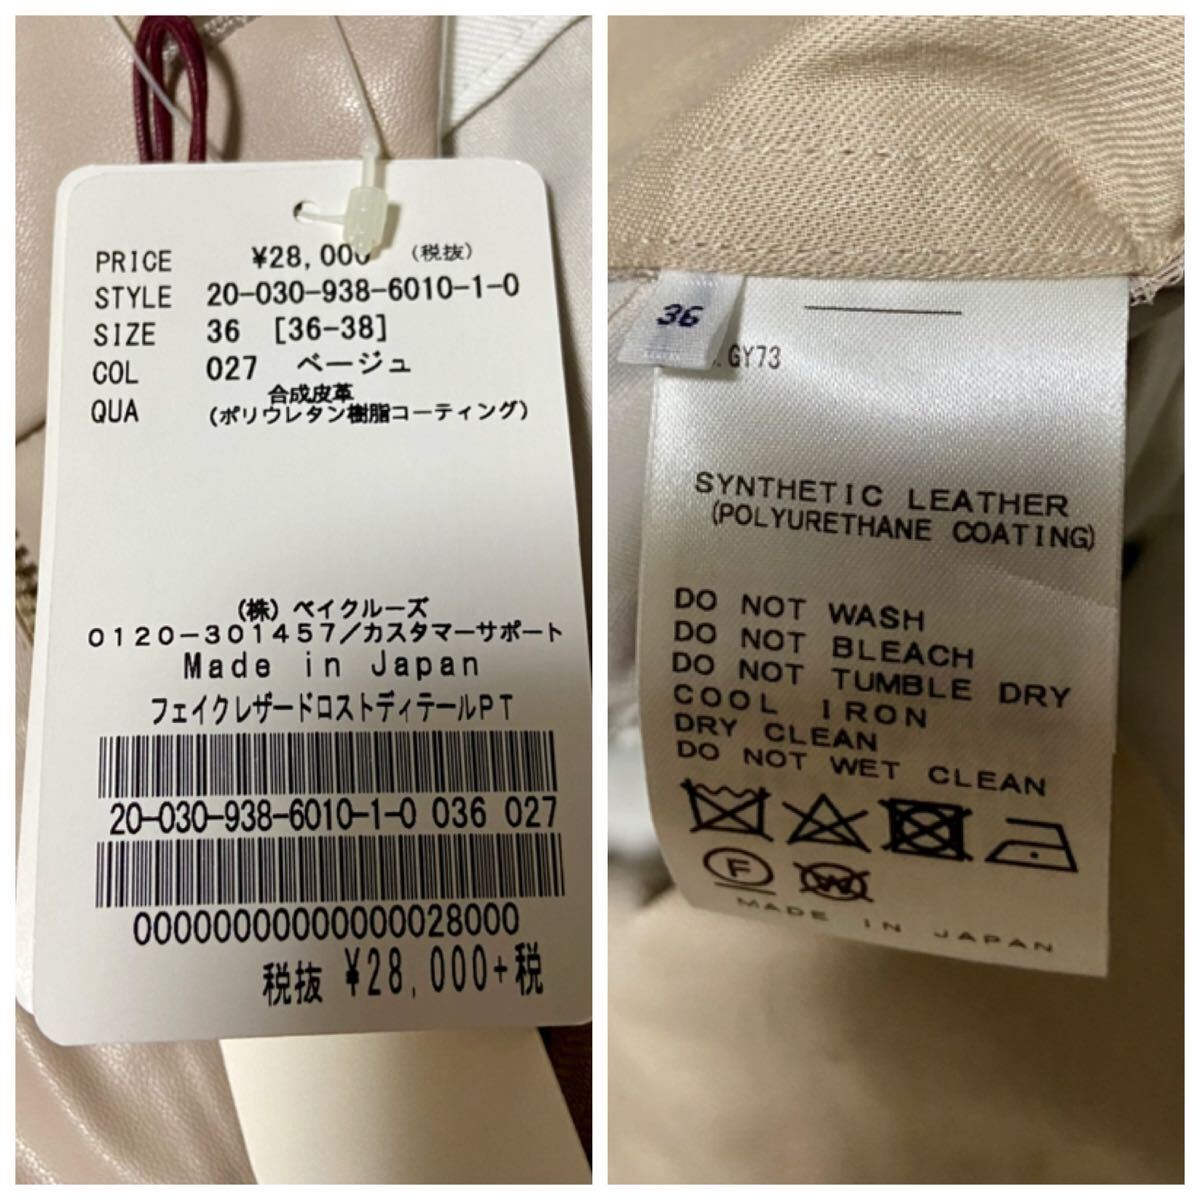 PRICE ¥28,000 (税抜)
STYLE 20-030-938-6010-1-0
SIZE 36 [36-38]
COL 027 ベージュ
QUA 合成皮革
(ポリウレタン樹脂コーティング)
(株) ベイクルーズ
0120-301457/カスタマーサポート
Made in Japan
フェイクレザードロストディテールPT
20-030-938-6010-1-0 036 027
00000000000000028000
税抜 ¥28,000+税
36
GY73
SYNTHETIC LEATHER
(POLYURETHANE COATING)
DO NOT WASH
DO NOT BLEACH
DO NOT TUMBLE DRY
COOL IRON
DRY CLEAN
DO NOT WET CLEAN
F W
MADE IN JAPAN